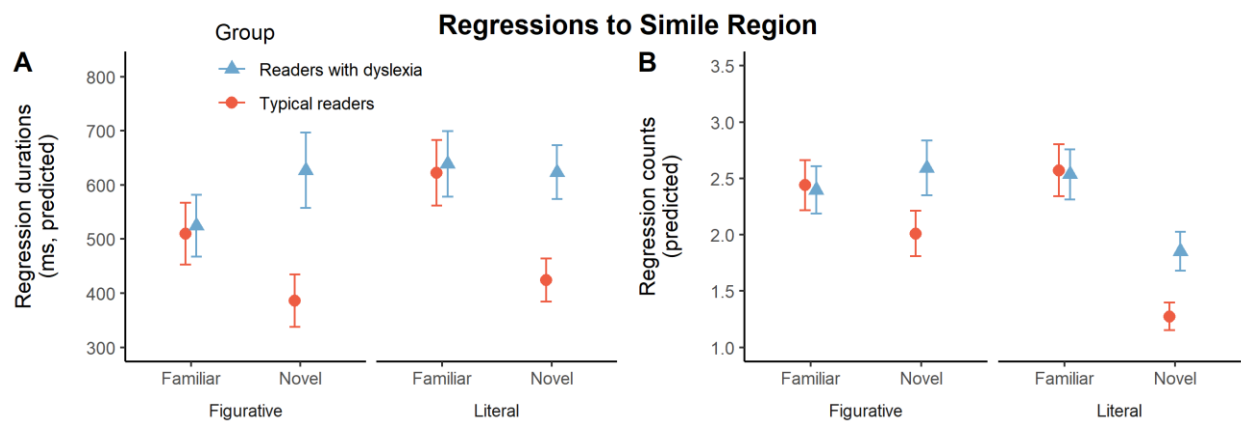 Regressions to Simile Region
Group
Readers with dyslexia
Typical readers
A
Regression durations
(ms, predicted)
800
700
600
500
400
300
Familiar Novel Familiar Novel
Figurative Literal
B
Regression counts
(predicted)
3.5
3.0
2.5
2.0
1.5
1.0
Familiar Novel Familiar Novel
Figurative Literal